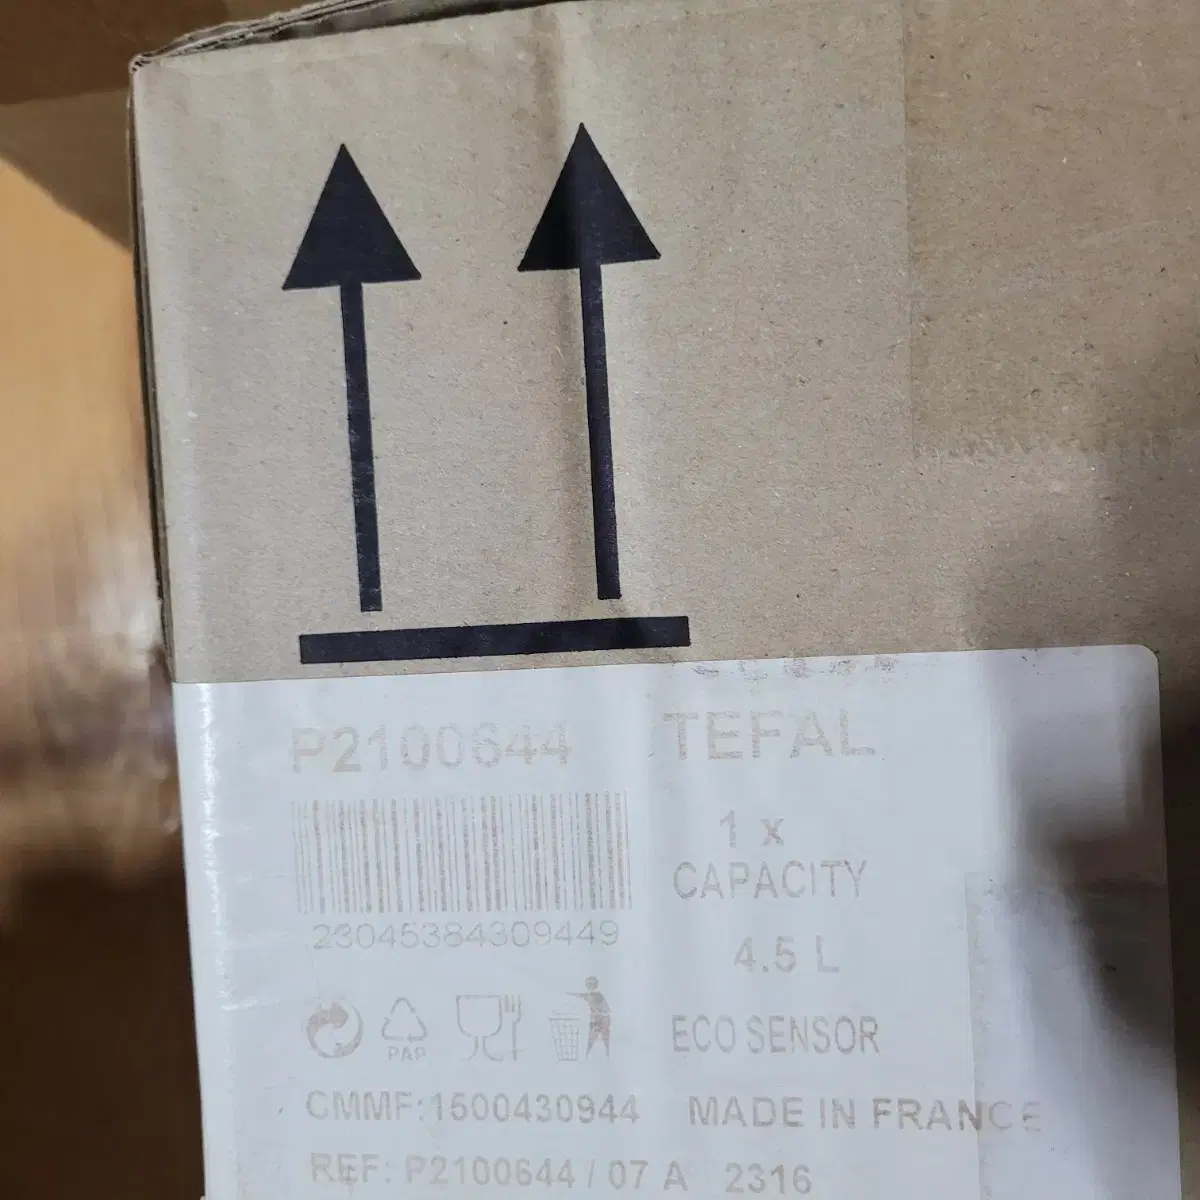 P2100644 TEFAL
1 x
CAPACITY
23045384309449
4.5 L
PAP
ECO SENSOR
CMMF:1500430944 MADE IN FRANCE
REF: P2100644 / 07 A 2316